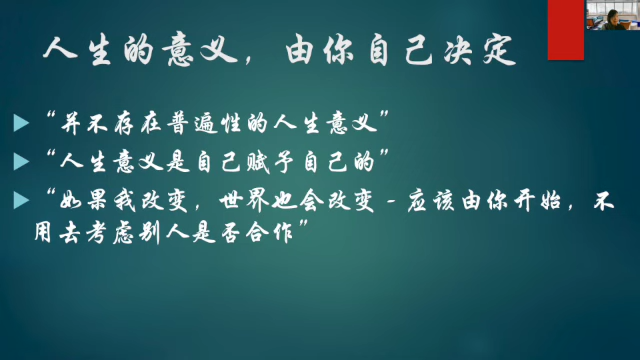 人生的意义，由你自己决定
“并不存在普遍性的人生意义”
“人生意义是自己赋予自己的”
“如果我改变，世界也会改变 - 应该由你开始，不
用去考虑别人是否合作”